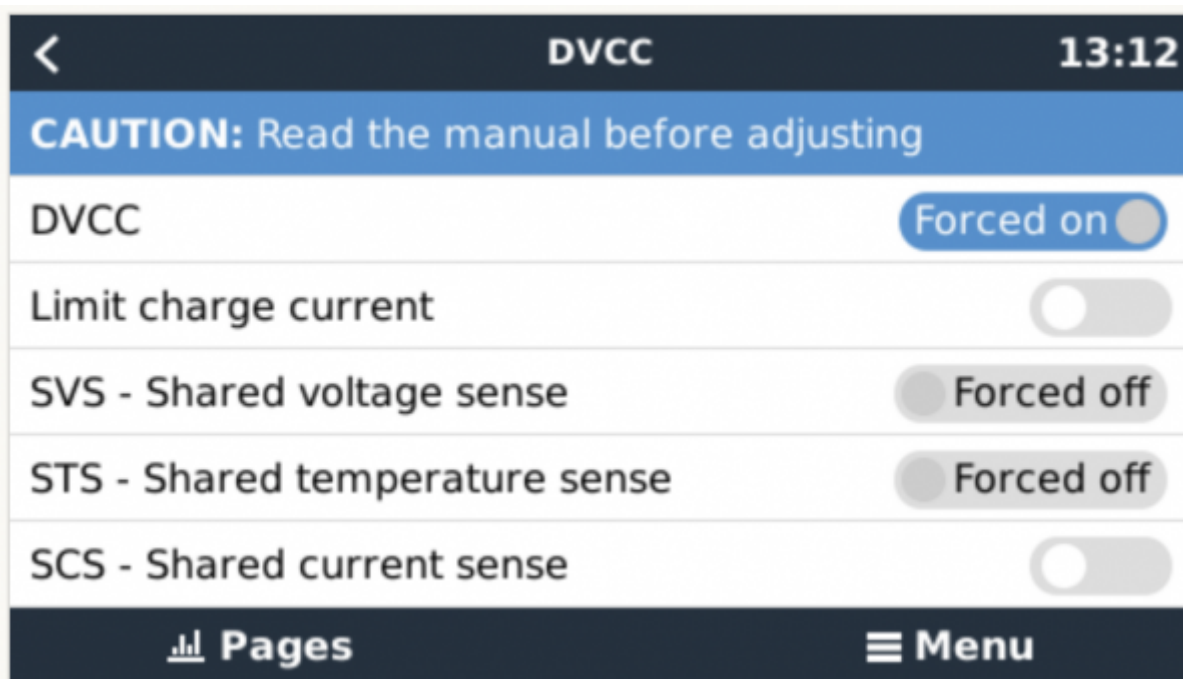 DVCC 13:12
CAUTION: Read the manual before adjusting
DVCC Forced on
Limit charge current
SVS - Shared voltage sense Forced off
STS - Shared temperature sense Forced off
SCS - Shared current sense
Pages Menu